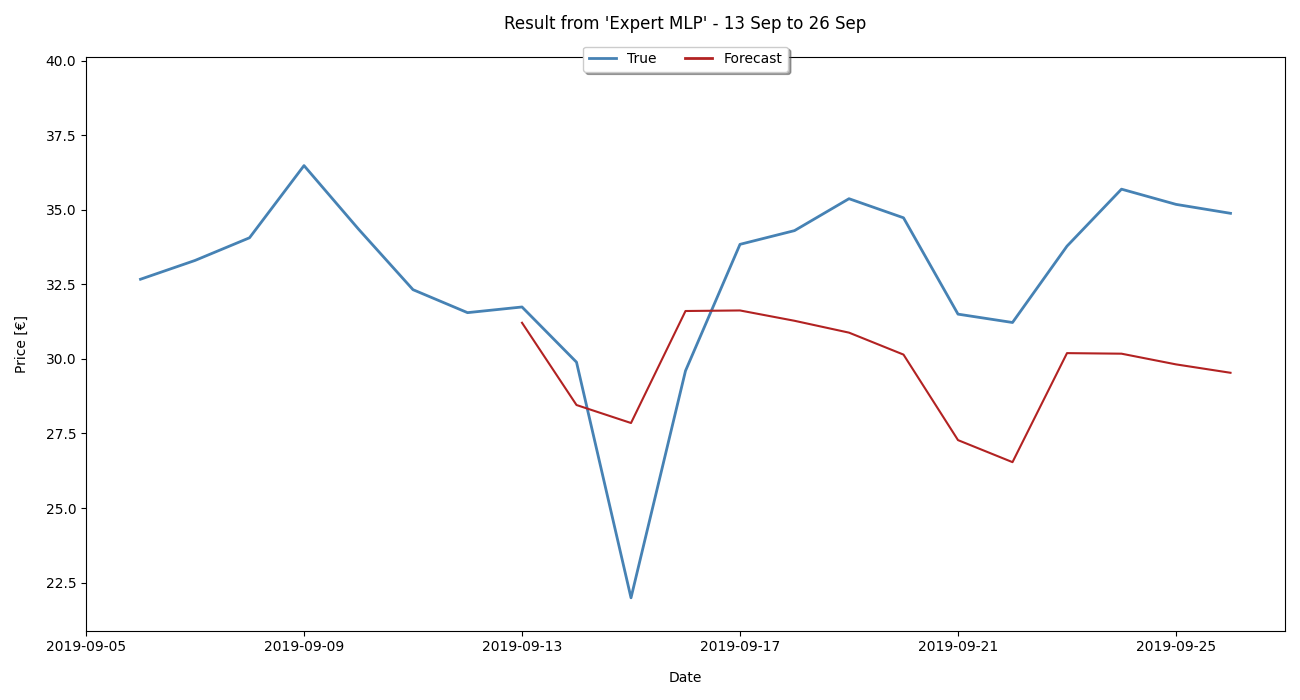 Result from 'Expert MLP' - 13 Sep to 26 Sep
True Forecast
40.0
37.5
35.0
32.5
30.0
27.5
25.0
22.5
Price [€]
2019-09-05 2019-09-09 2019-09-13 2019-09-17 2019-09-21 2019-09-25
Date